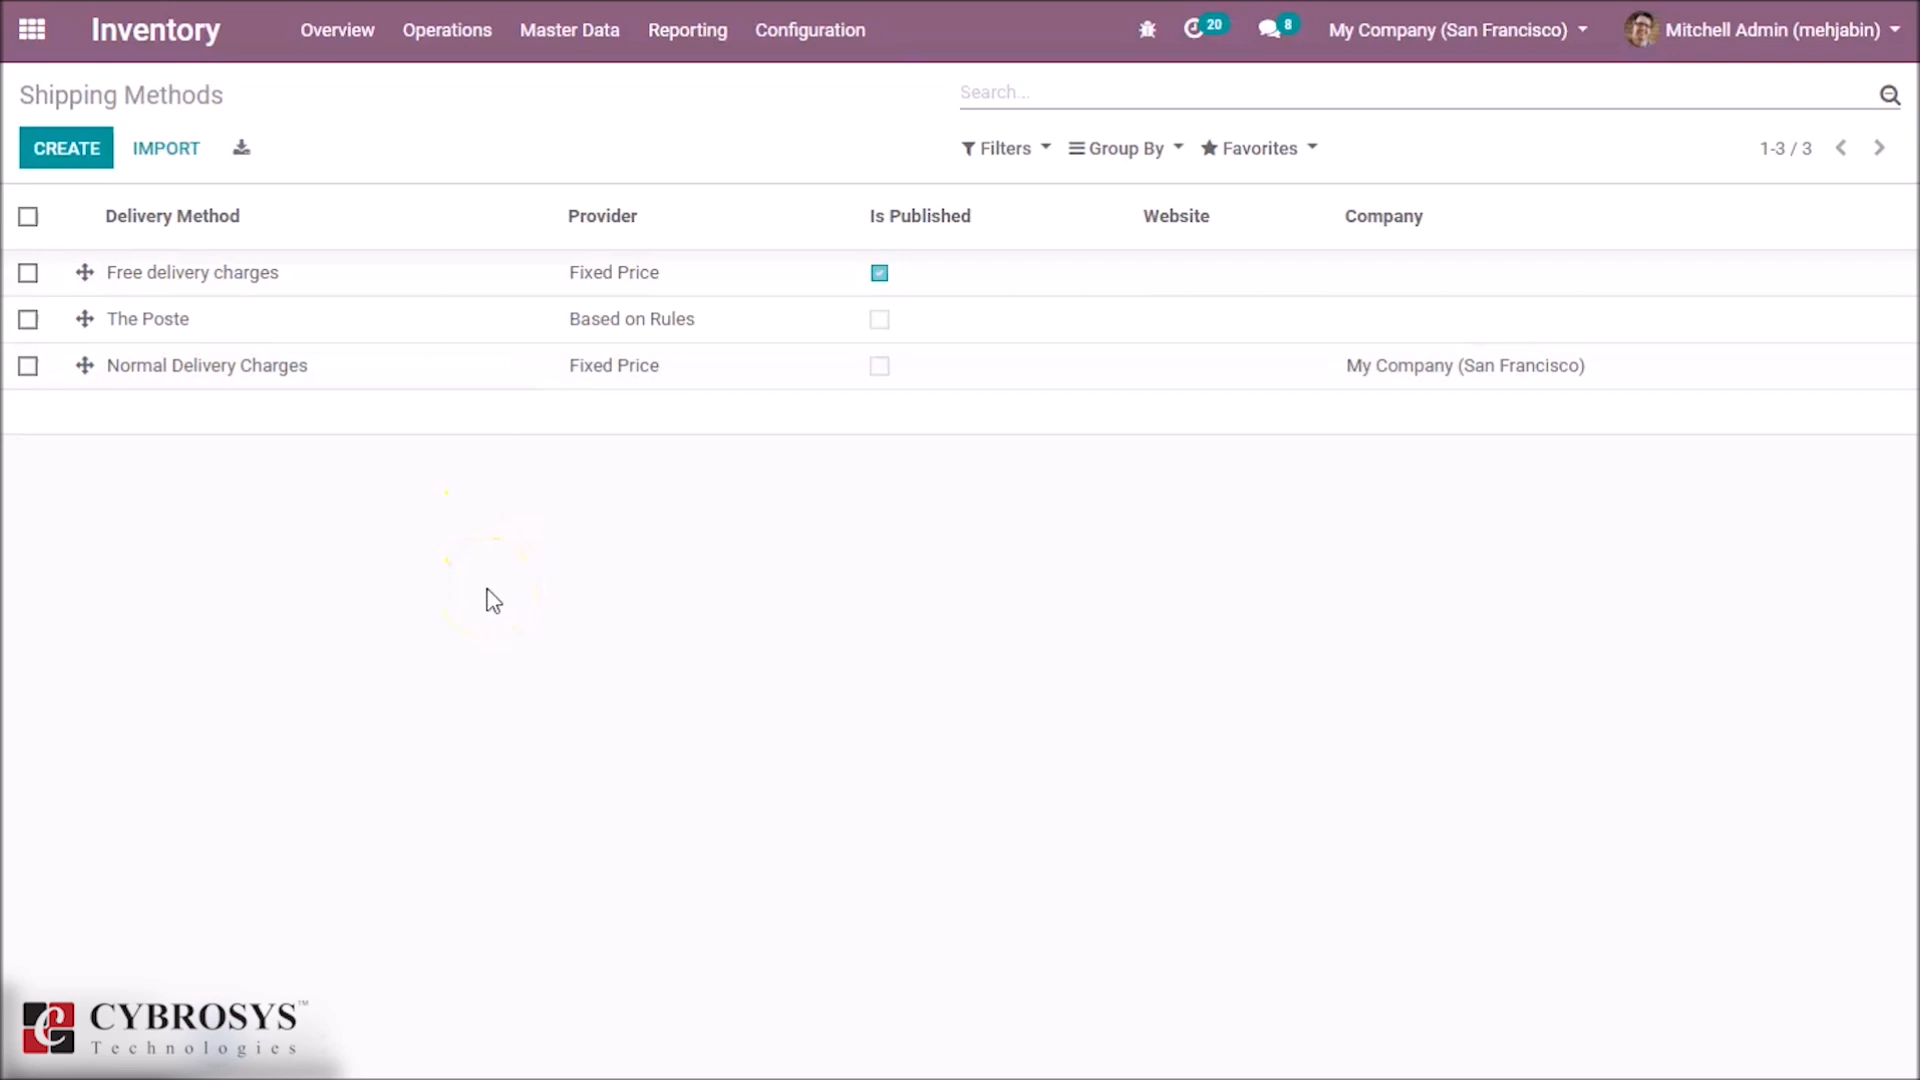 Inventory Overview Operations Master Data Reporting Configuration 20 8 My Company (San Francisco) Mitchell Admin (mehjabin)
Shipping Methods Search...
CREATE IMPORT Filters Group By Favorites 1-3 / 3
Delivery Method Provider Is Published Website Company
Free delivery charges Fixed Price
The Poste Based on Rules
Normal Delivery Charges Fixed Price My Company (San Francisco)
CYBROSYS™
Technologies